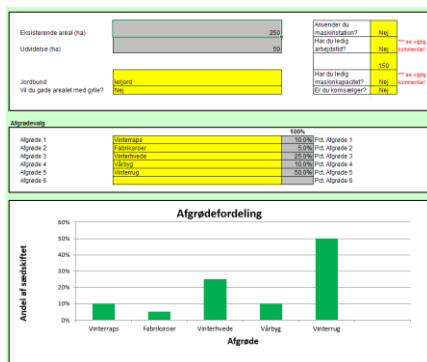 Eksisterende areal (ha) 250
Udvidelse (ha) 50
Jordbund lerjord
Vil du gøde arealet med gylle? Nej
Anvender du maskinstation? Nej
Har du ledig arbejdstid? Nej *** se vigtig kommentar!
150
Har du ledig maskinkapacitet? Nej *** se vigtig kommentar!
Er du kornsælger? Nej
Afgrødevalg
100%
Afgrøde 1 Vinterraps 10,0% Pct. Afgrøde 1
Afgrøde 2 Fabriksroer 5,0% Pct. Afgrøde 2
Afgrøde 3 Vinterhvede 25,0% Pct. Afgrøde 3
Afgrøde 4 Vårbyg 10,0% Pct. Afgrøde 4
Afgrøde 5 Vinterrug 50,0% Pct. Afgrøde 5
Afgrøde 6 Pct. Afgrøde 6
Afgrødefordeling
Andel af sædskiftet
60%
50%
40%
30%
20%
10%
0%
Vinterraps Fabriksroer Vinterhvede Vårbyg Vinterrug
Afgrøde